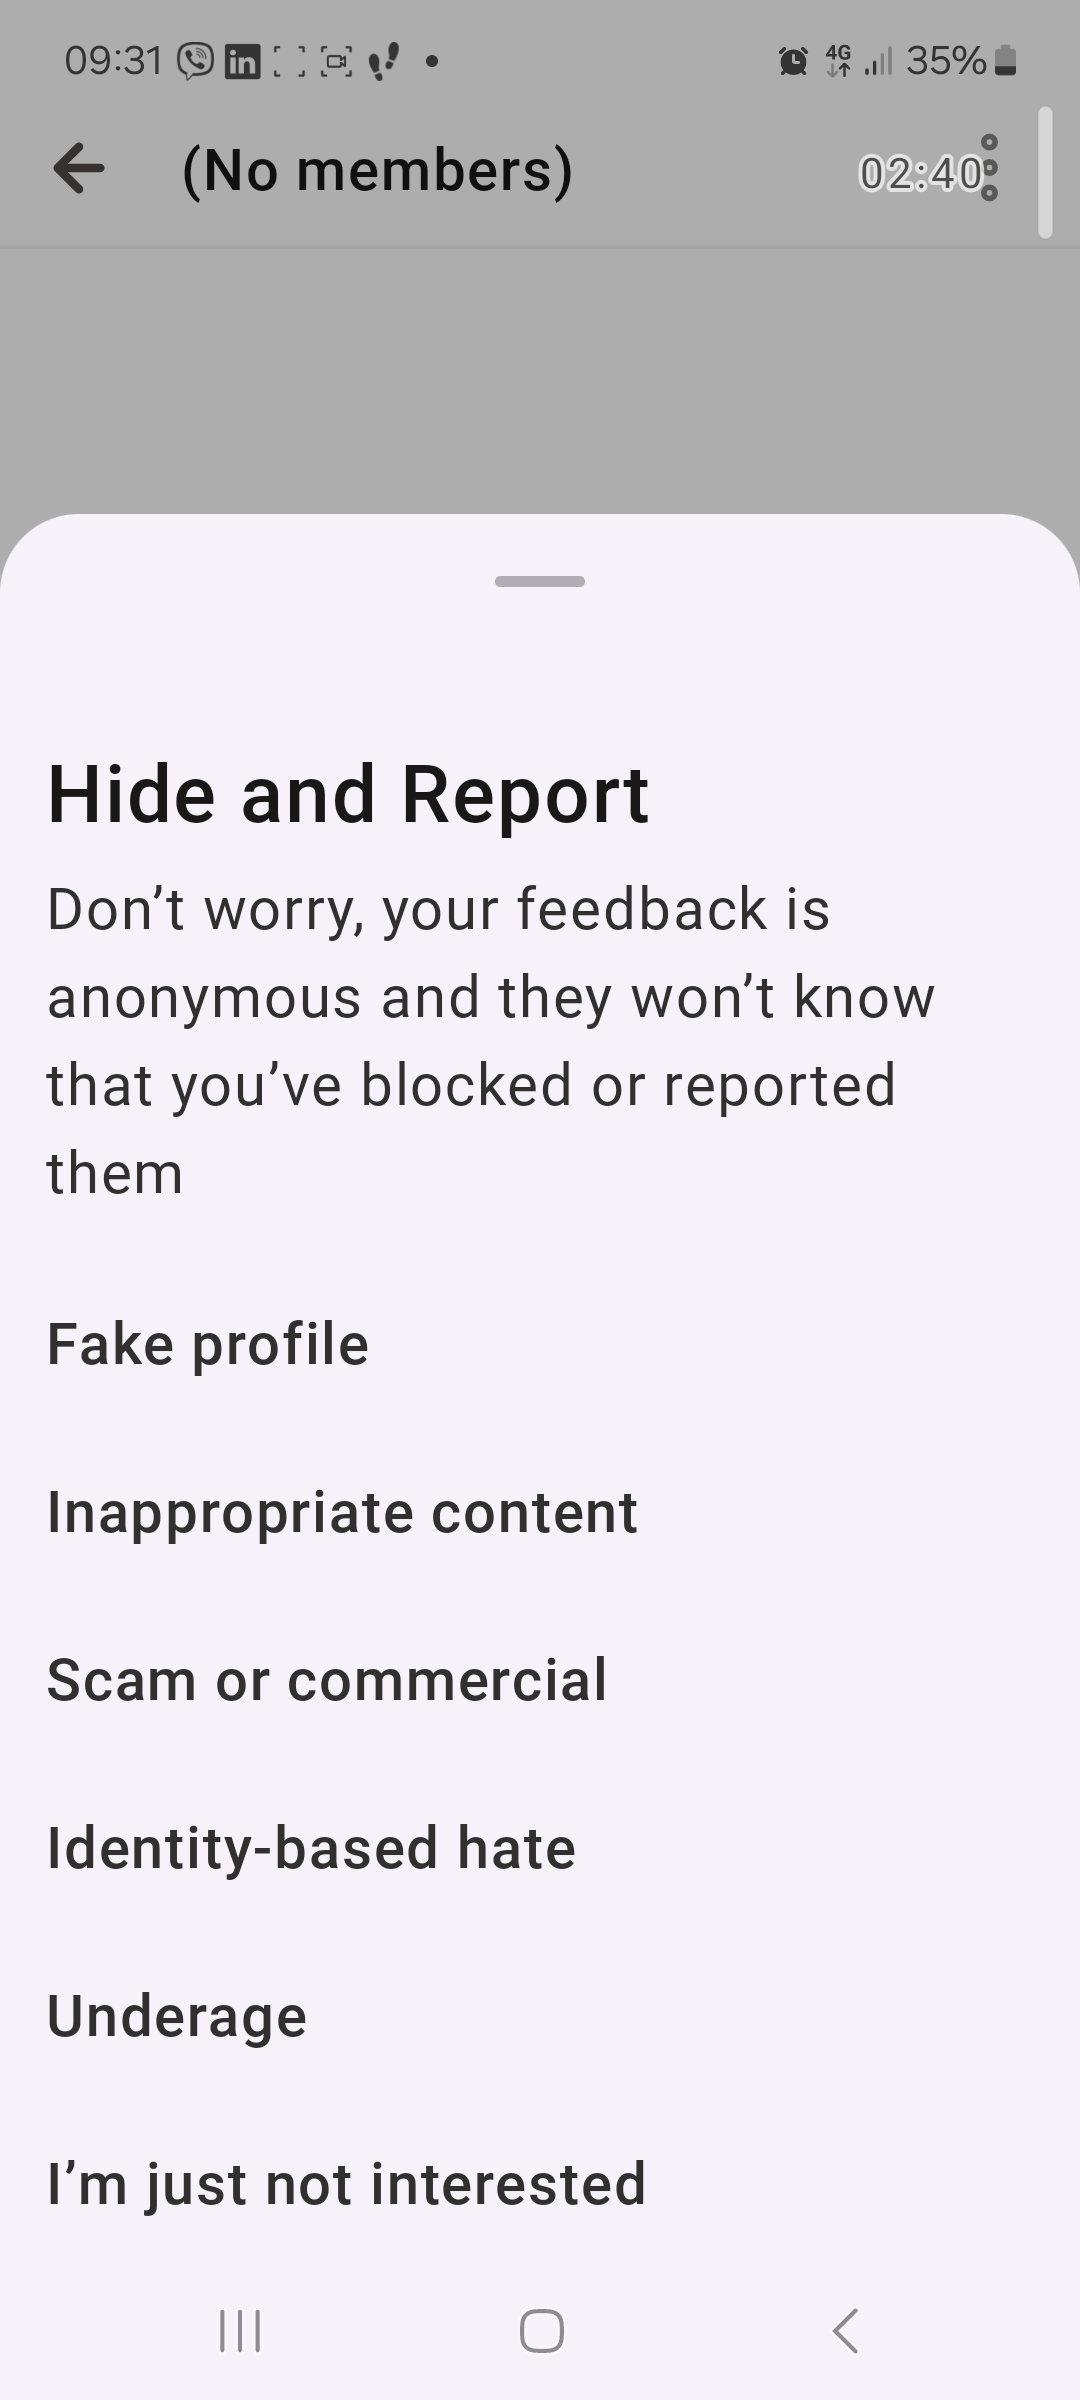 09:31
4G
35%
(No members)
02:40
Hide and Report
Don’t worry, your feedback is
anonymous and they won’t know
that you’ve blocked or reported
them
Fake profile
Inappropriate content
Scam or commercial
Identity-based hate
Underage
I’m just not interested